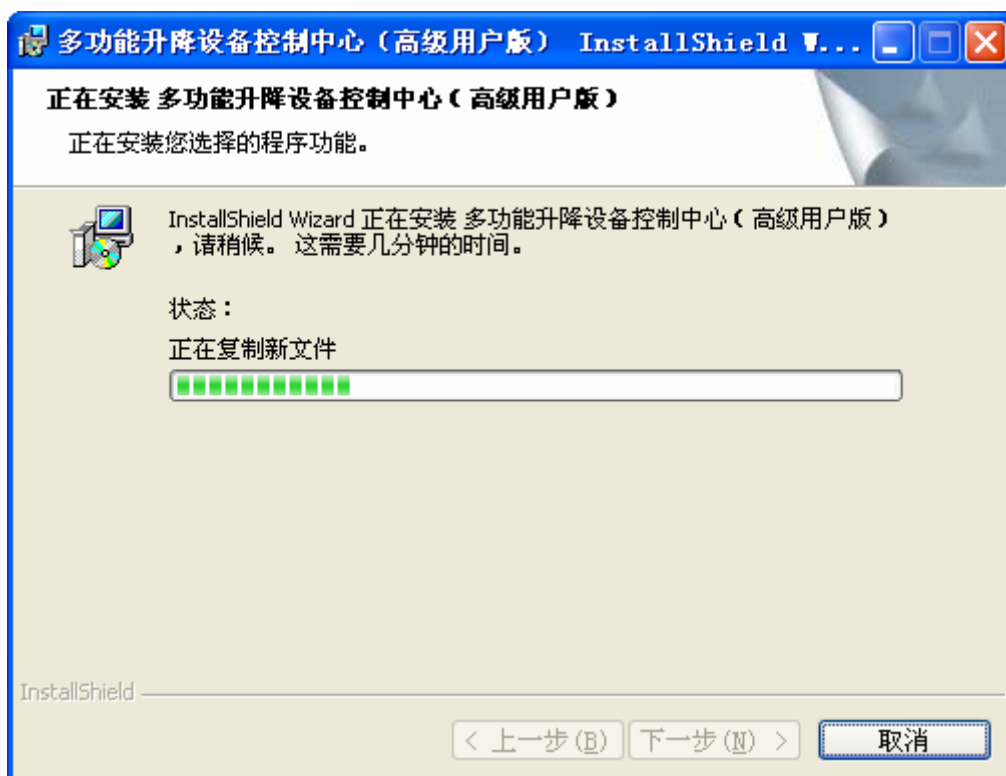 多功能升降设备控制中心（高级用户版） InstallShield W...
正在安装 多功能升降设备控制中心（高级用户版）
正在安装您选择的程序功能。
InstallShield Wizard 正在安装 多功能升降设备控制中心（高级用户版）
，请稍候。 这需要几分钟的时间。
状态：
正在复制新文件
InstallShield
< 上一步(B) 下一步(N) > 取消